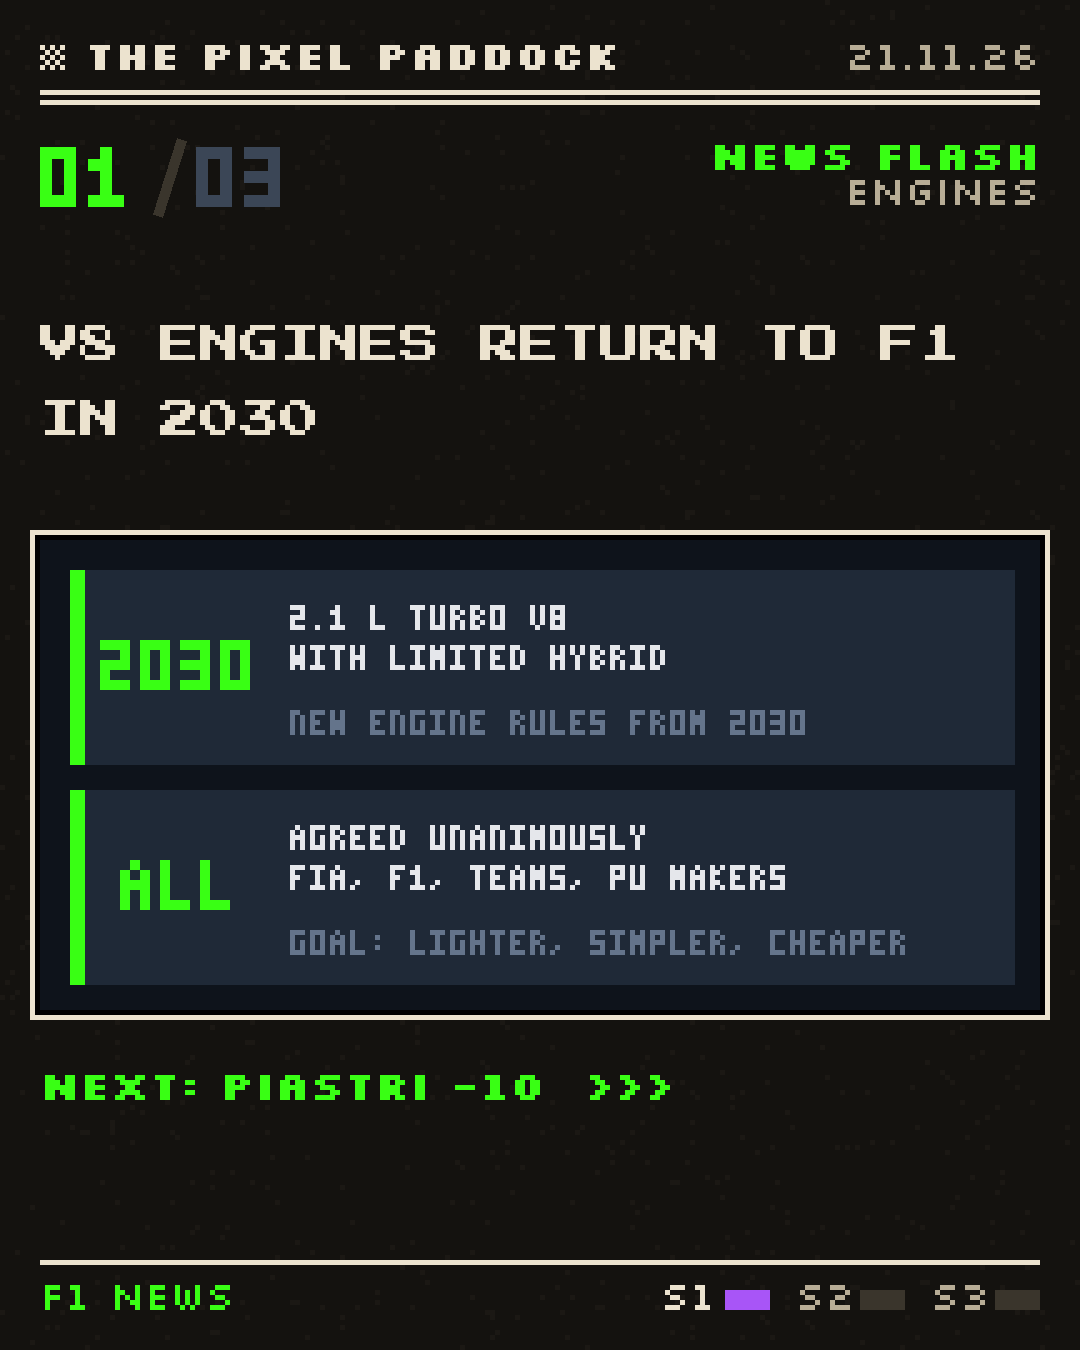 THE PIXEL PADDOCK
21.11.26
01 /03
NEWS FLASH
ENGINES
V8 ENGINES RETURN TO F1
IN 2030
2030
2.1 L TURBO V8
WITH LIMITED HYBRID
NEW ENGINE RULES FROM 2030
ALL
AGREED UNANIMOUSLY
FIA, F1, TEAMS, PU MAKERS
GOAL: LIGHTER, SIMPLER, CHEAPER
NEXT: PIASTRI -10 >>>
F1 NEWS
S1 S2 S3